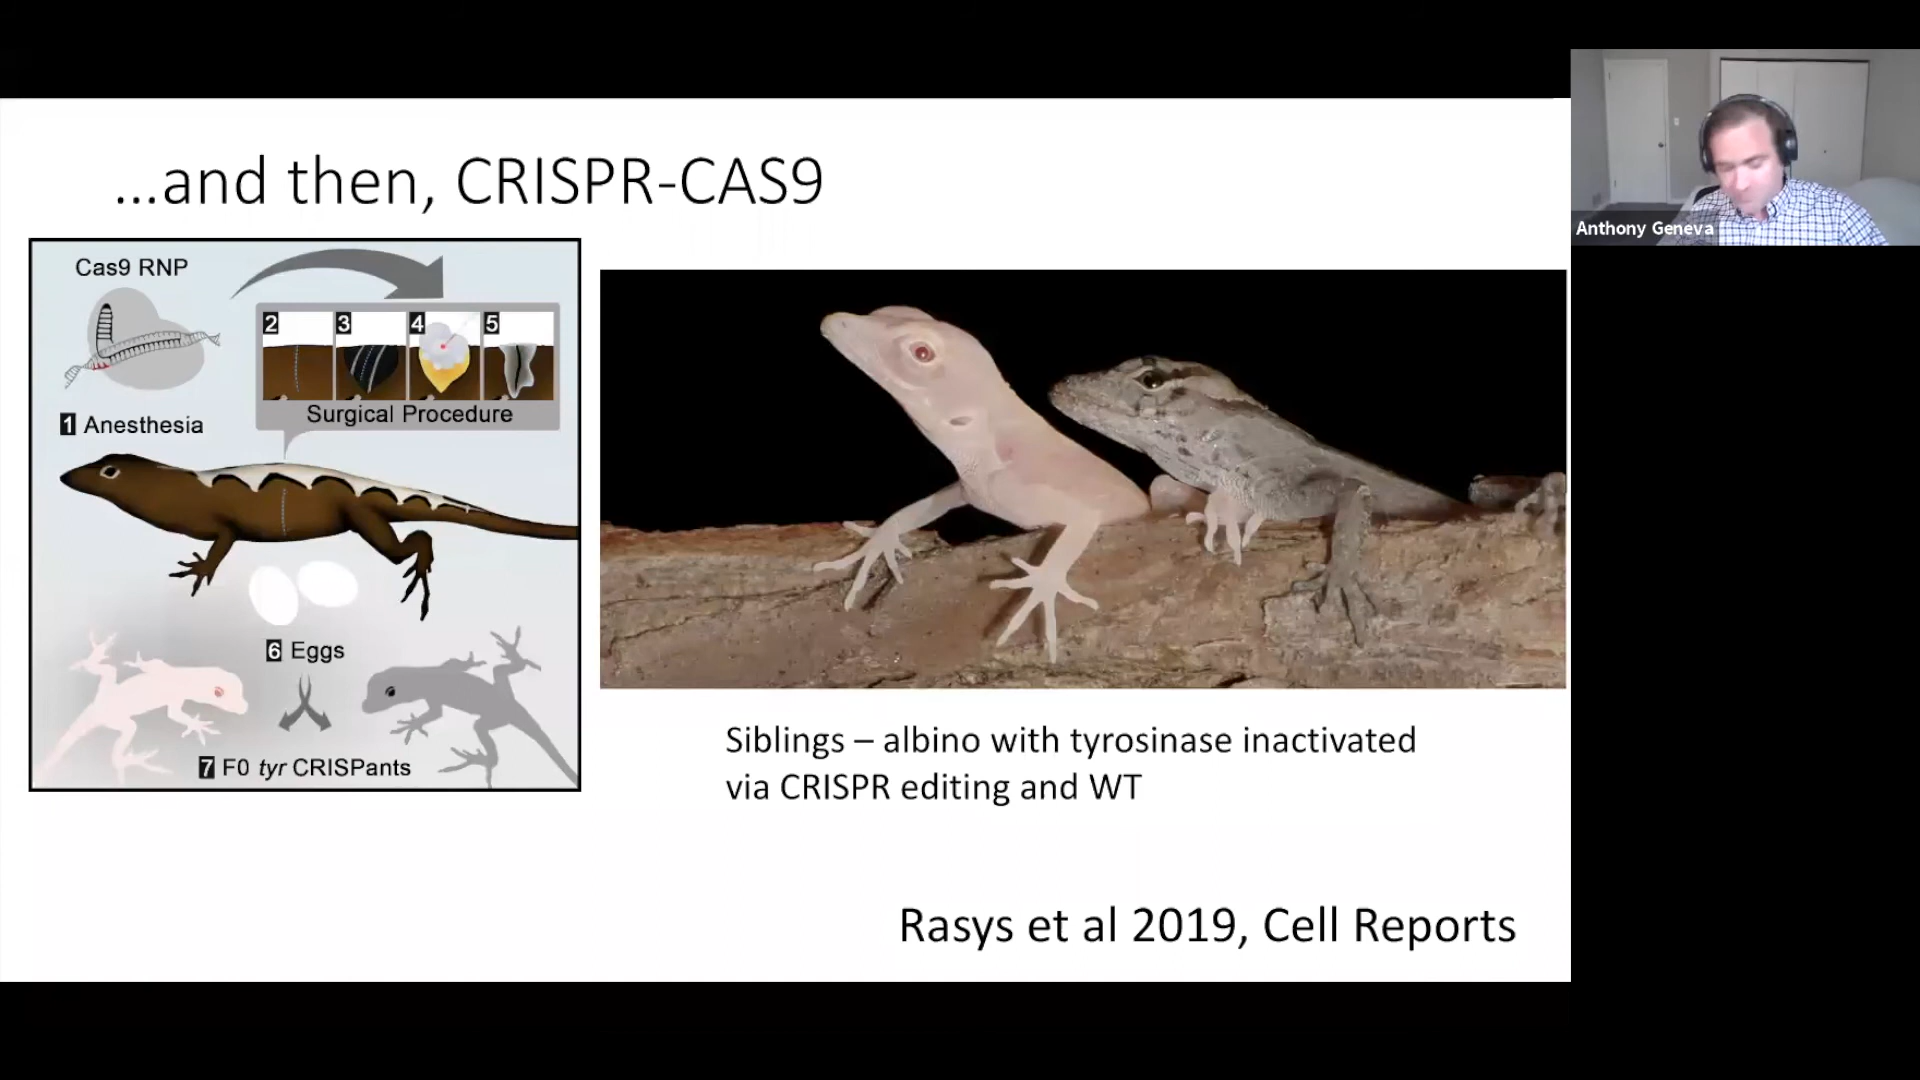 ...and then, CRISPR-CAS9
Cas9 RNP
2 3 4 5
Surgical Procedure
1 Anesthesia
6 Eggs
7 F0 tyr CRISPants
Siblings – albino with tyrosinase inactivated
via CRISPR editing and WT
Rasys et al 2019, Cell Reports
Anthony Geneva